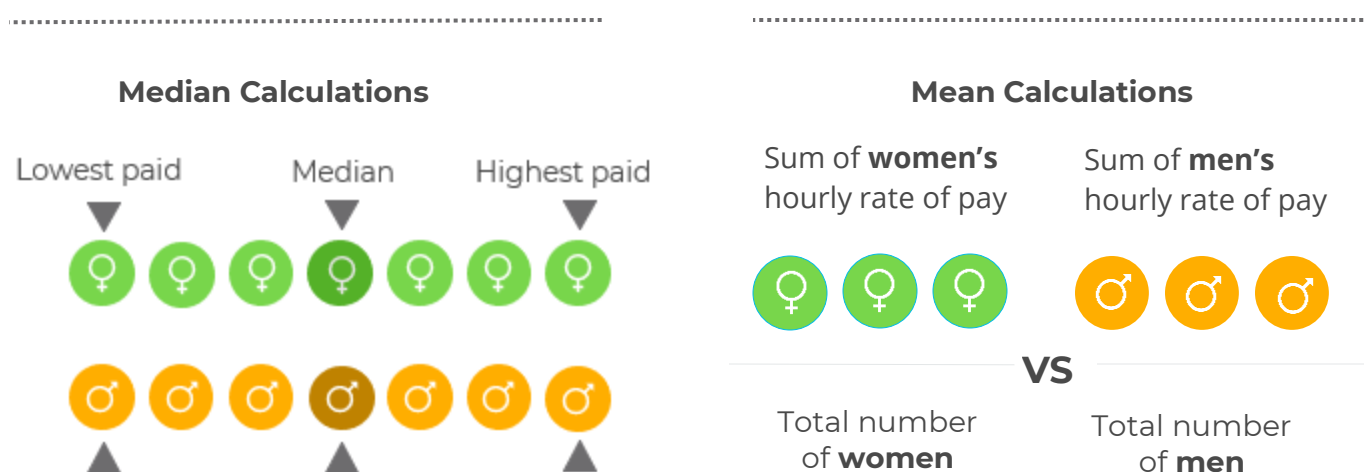 Median Calculations
Lowest paid
Median
Highest paid
Mean Calculations
Sum of women’s
hourly rate of pay
Sum of men’s
hourly rate of pay
VS
Total number
of women
Total number
of men